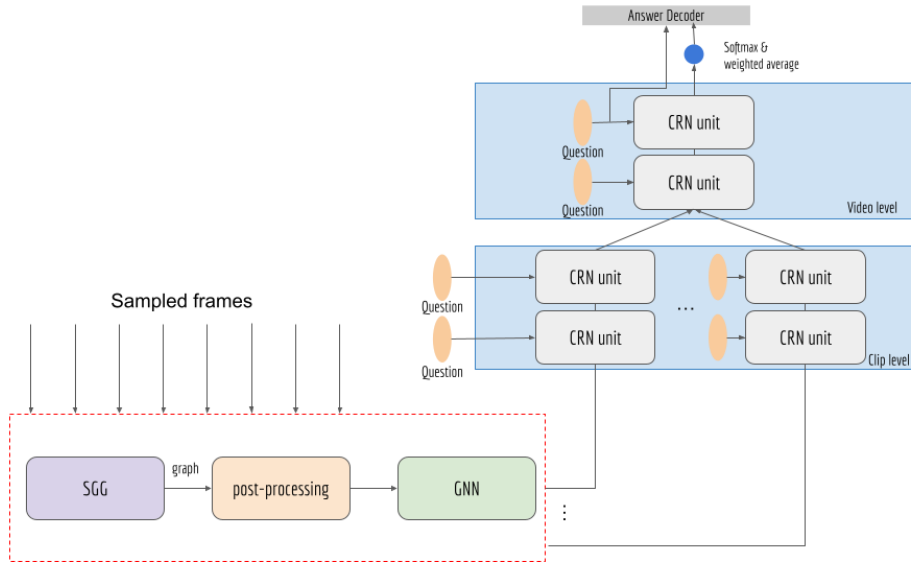 Answer Decoder
Softmax &
weighted average
CRN unit
Question
CRN unit
Question
Video level
CRN unit
CRN unit
Question
...
CRN unit
CRN unit
Question
Clip level
Sampled frames
SGG
graph
post-processing
GNN
...